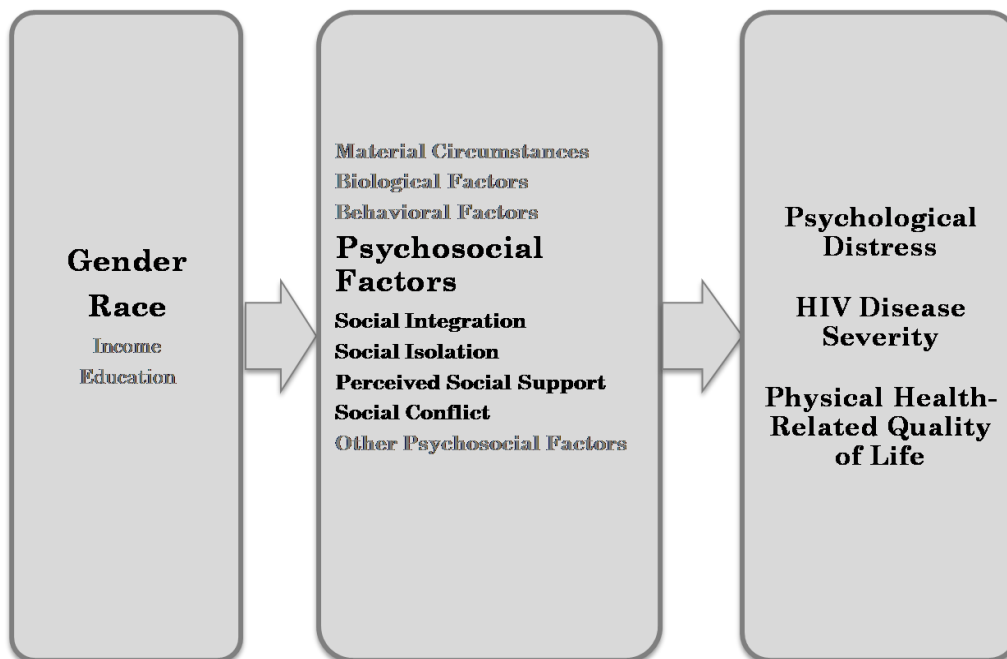 Gender
Race
Income
Education
Material Circumstances
Biological Factors
Behavioral Factors
Psychosocial
Factors
Social Integration
Social Isolation
Perceived Social Support
Social Conflict
Other Psychosocial Factors
Psychological
Distress
HIV Disease
Severity
Physical Health-
Related Quality
of Life